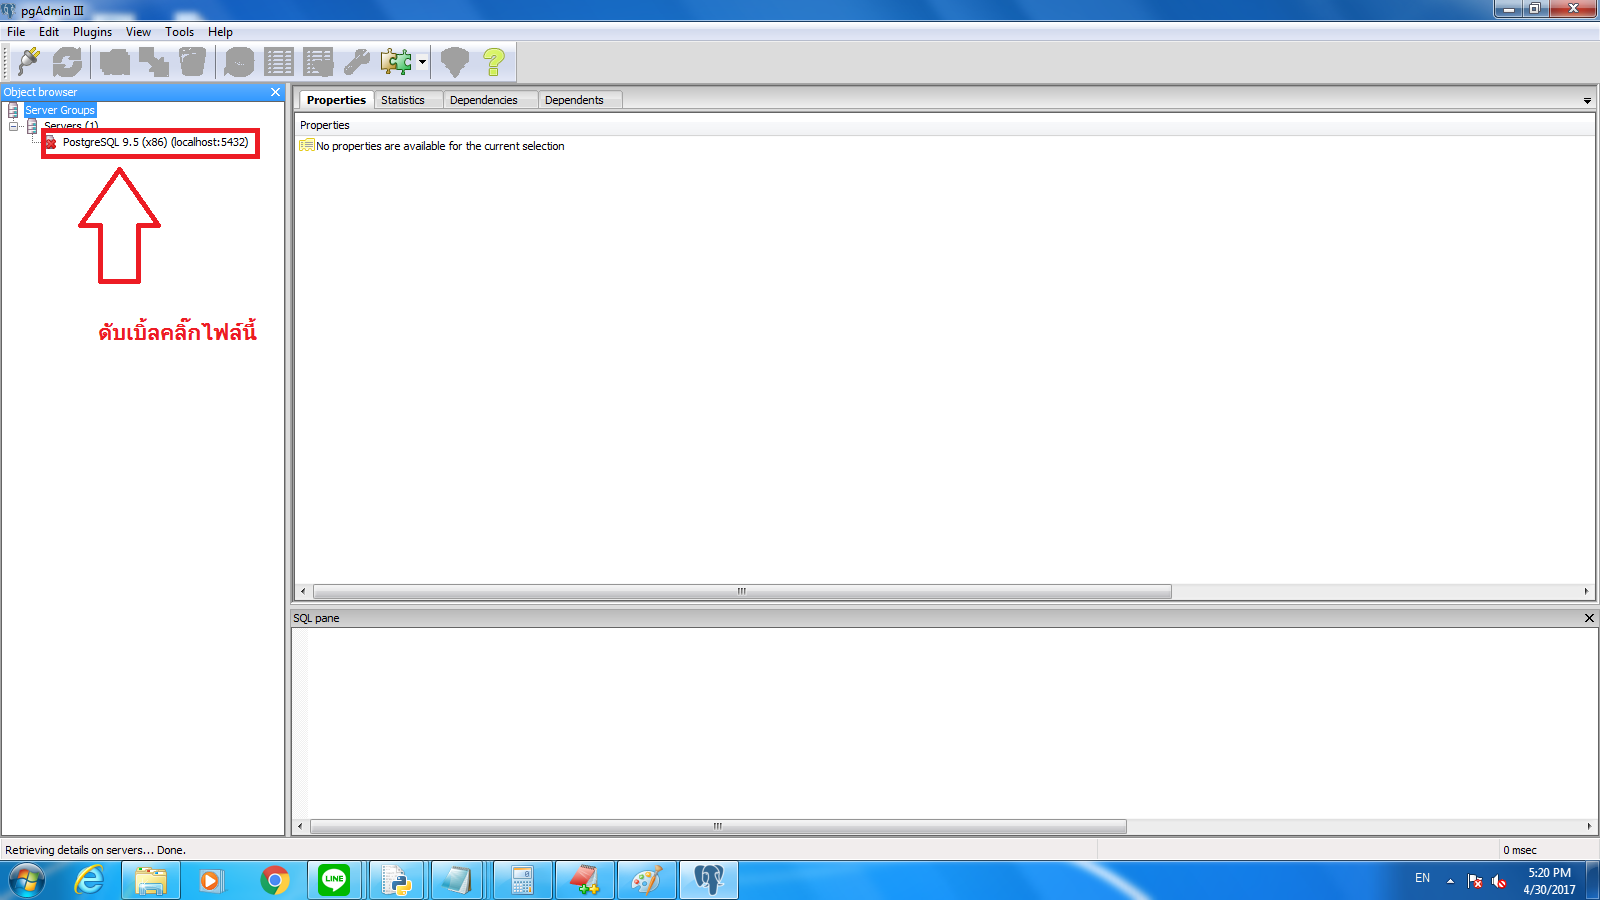 pgAdmin III
File Edit Plugins View Tools Help
Object browser
Server Groups
Servers (1)
PostgreSQL 9.5 (x86) (localhost:5432)
ดับเบิ้ลคลิ๊กไฟล์นี้
Properties Statistics Dependencies Dependents
Properties
No properties are available for the current selection
SQL pane
Retrieving details on servers... Done.
0 msec
LINE
EN
5:20 PM
4/30/2017